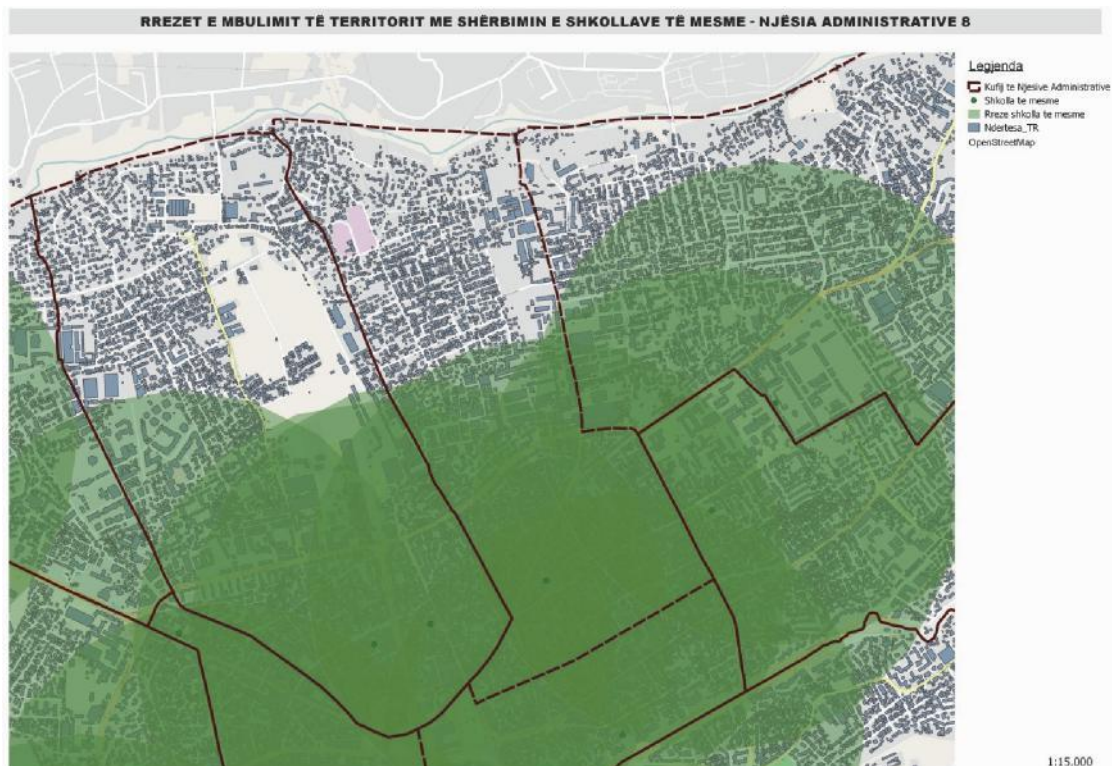 RREZET E MBULIMIT TË TERRITORIT ME SHËRBIMIN E SHKOLLAVE TË MESME - NJËSIA ADMINISTRATIVE 8
Legjenda
Kufij te Njesive Administrative
Shkolla te mesme
Rreze shkolla te mesme
Ndertesa_TR
OpenStreetMap
1:15.000